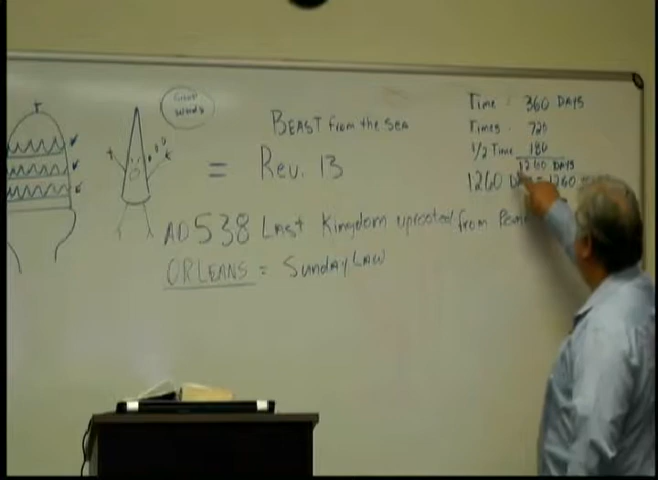 Great Words
BEAST from the SEA
= Rev. 13
AD 538 Last Kingdom uprooted from
ORLEANS = Sunday LAW
Time : 360 DAYS
Times - 720
1/2 Time 180
1260 DAYS
1260 = 1260